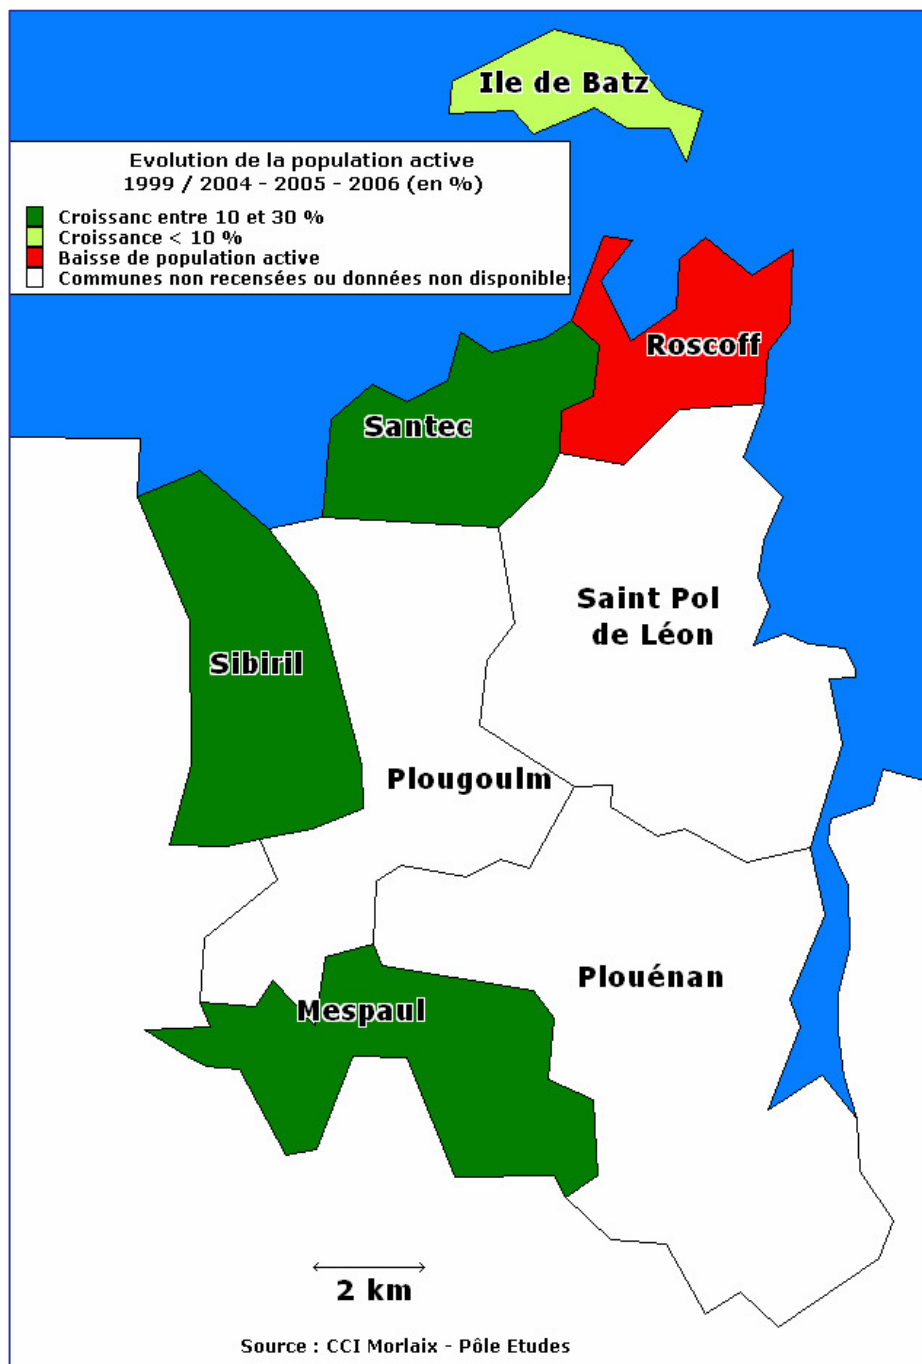 Ile de Batz
Evolution de la population active
1999 / 2004 - 2005 - 2006 (en %)
Croissanc entre 10 et 30 %
Croissance < 10 %
Baisse de population active
Communes non recensées ou données non disponibles
Roscoff
Santec
Saint Pol
de Léon
Sibiril
Plougoulm
Plouénan
Mespaul
2 km
Source : CCI Morlaix - Pôle Etudes